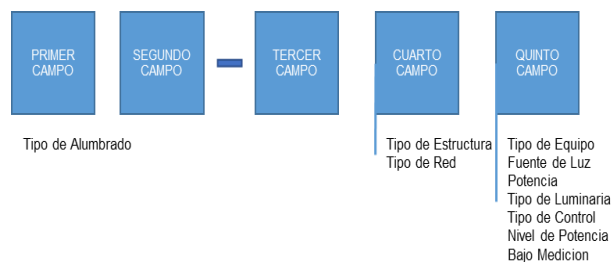 PRIMER
CAMPO
SEGUNDO
CAMPO
TERCER
CAMPO
CUARTO
CAMPO
QUINTO
CAMPO
Tipo de Alumbrado
Tipo de Estructura
Tipo de Red
Tipo de Equipo
Fuente de Luz
Potencia
Tipo de Luminaria
Tipo de Control
Nivel de Potencia
Bajo Medicion